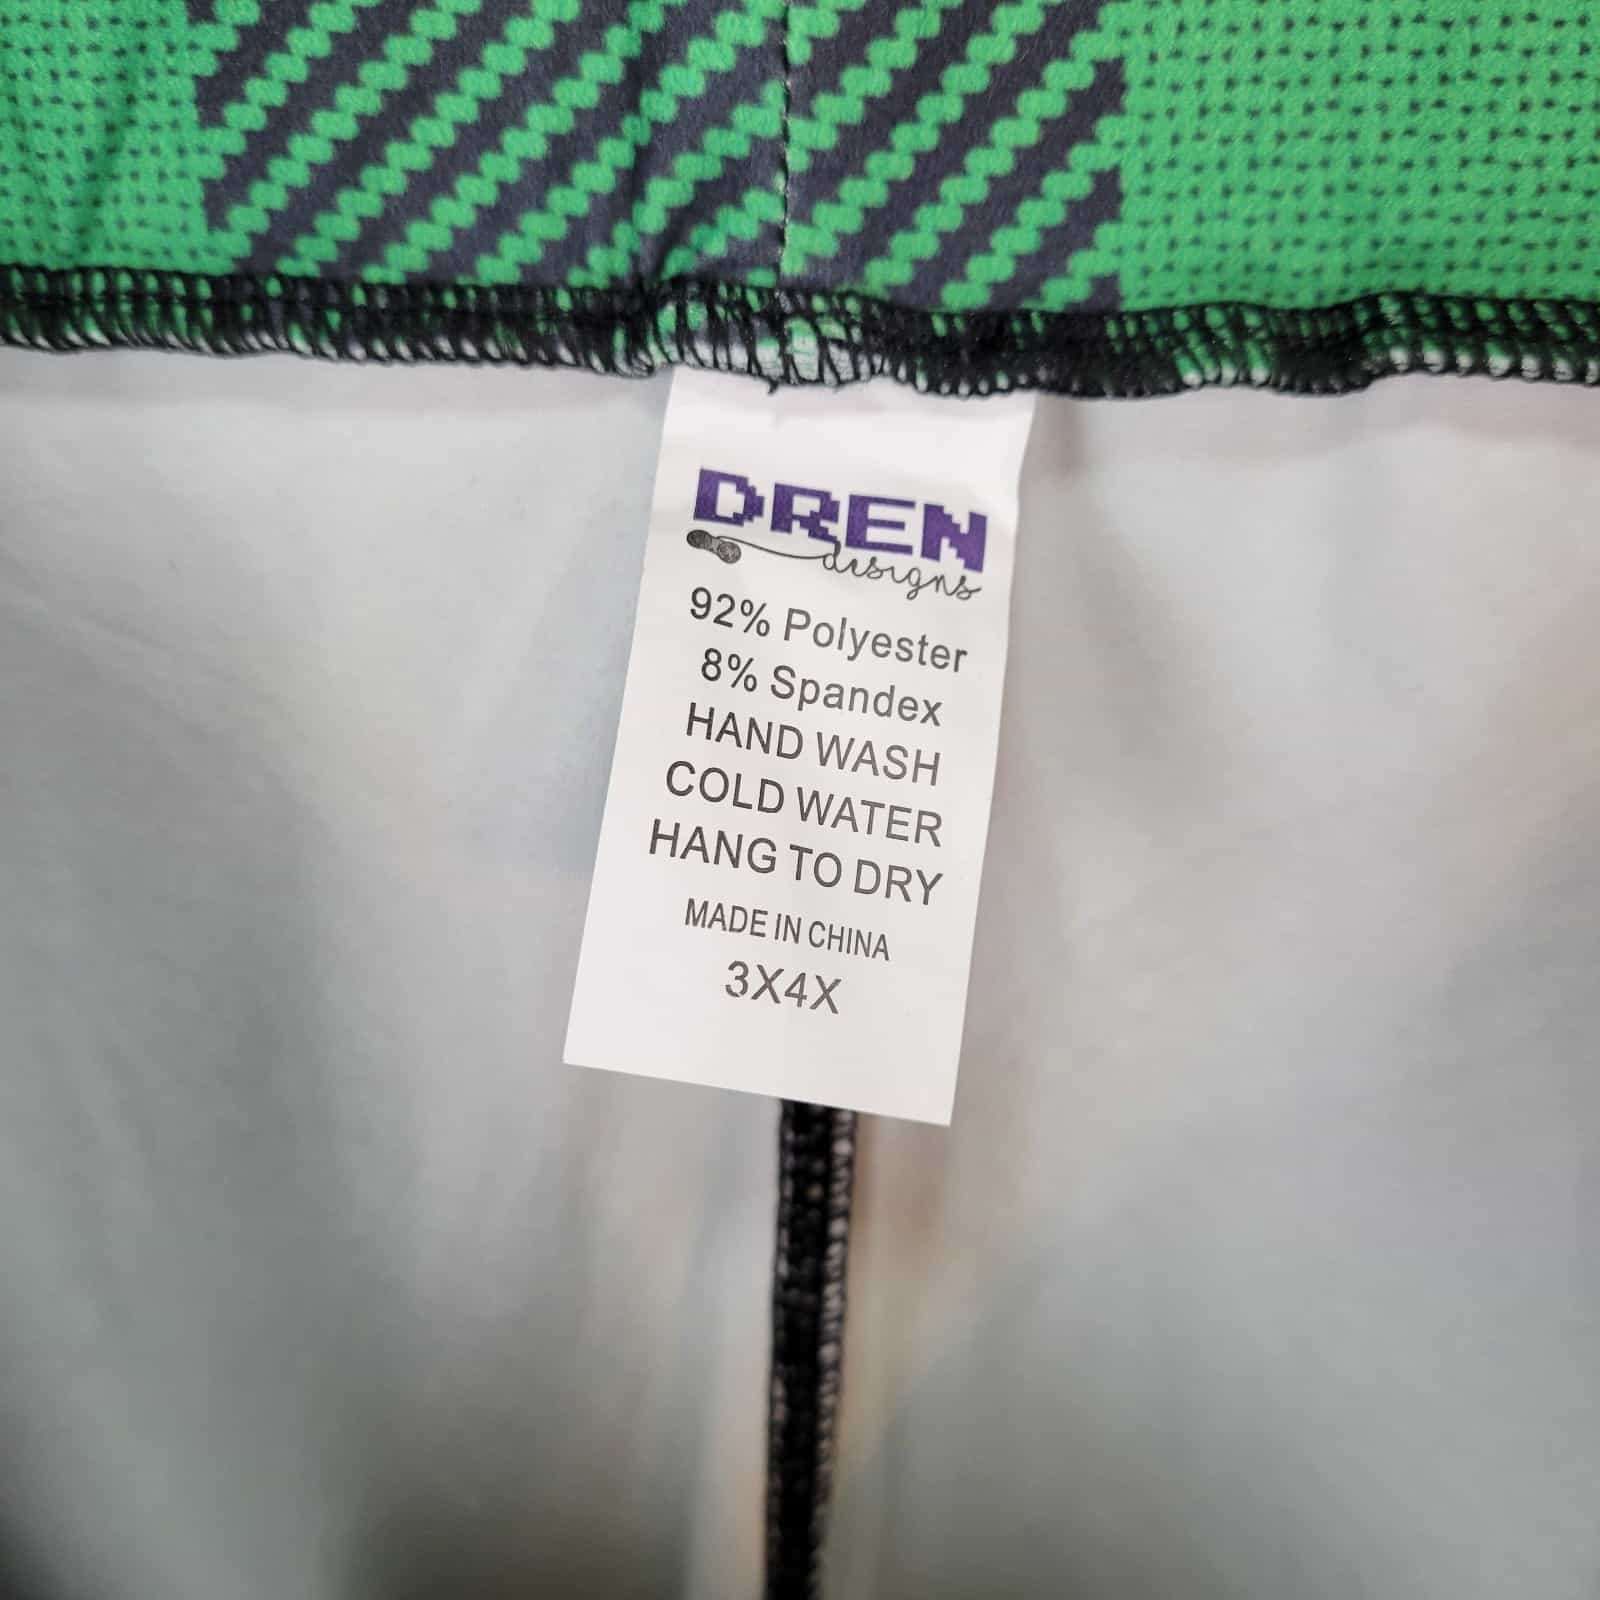 DREN
designs
92% Polyester
8% Spandex
HAND WASH
COLD WATER
HANG TO DRY
MADE IN CHINA
3X4X